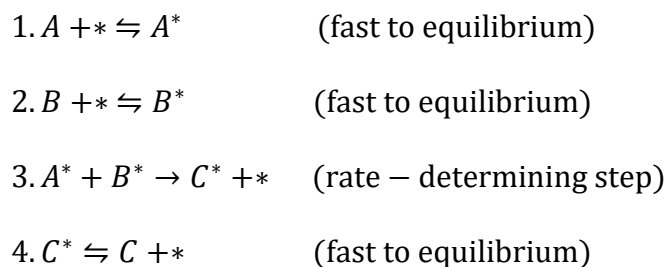 1. A + * ⇋ A* (fast to equilibrium)
2. B + * ⇋ B* (fast to equilibrium)
3. A* + B* → C* + * (rate − determining step)
4. C* ⇋ C + * (fast to equilibrium)